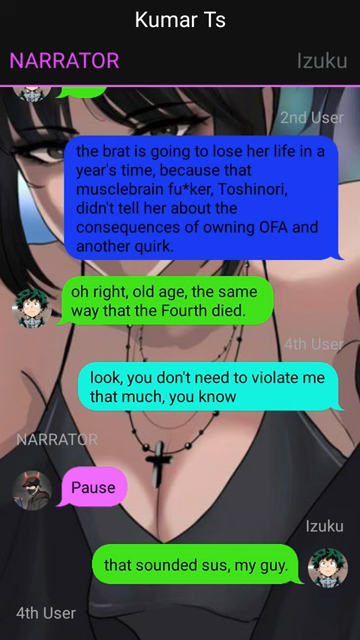 Kumar Ts
NARRATOR
Izuku
2nd User
the brat is going to lose her life in a
year's time, because that
musclebrain fu*ker, Toshinori,
didn't tell her about the
consequences of owning OFA and
another quirk.
oh right, old age, the same
way that the Fourth died.
4th User
look, you don't need to violate me
that much, you know
NARRATOR
Pause
Izuku
that sounded sus, my guy.
4th User